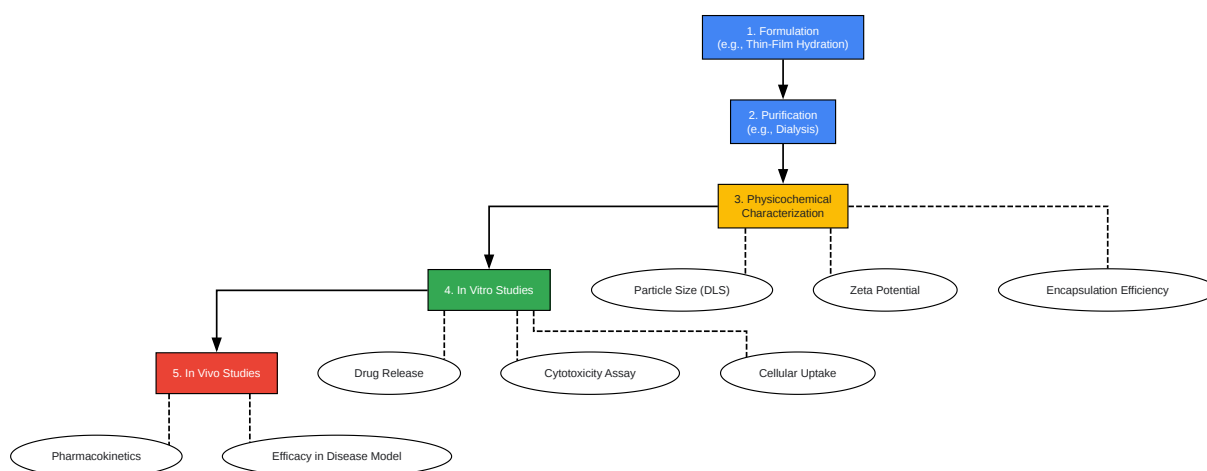 1. Formulation
(e.g., Thin-Film Hydration)
2. Purification
(e.g., Dialysis)
3. Physicochemical
Characterization
4. In Vitro Studies
Particle Size (DLS)
Zeta Potential
Encapsulation Efficiency
5. In Vivo Studies
Drug Release
Cytotoxicity Assay
Cellular Uptake
Pharmacokinetics
Efficacy in Disease Model